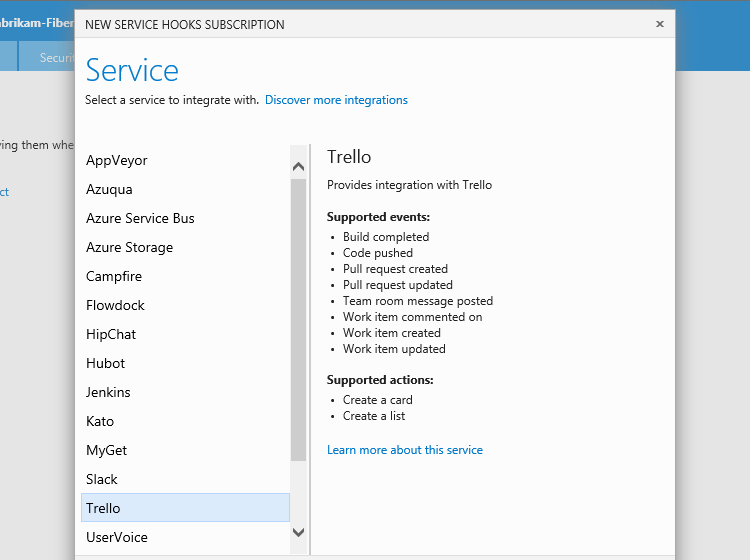 brikam-Fiber
NEW SERVICE HOOKS SUBSCRIPTION
Securit
Service
Select a service to integrate with. Discover more integrations
ving them whe
ct
AppVeyor
Azuqua
Azure Service Bus
Azure Storage
Campfire
Flowdock
HipChat
Hubot
Jenkins
Kato
MyGet
Slack
Trello
UserVoice
Trello
Provides integration with Trello
Supported events:
• Build completed
• Code pushed
• Pull request created
• Pull request updated
• Team room message posted
• Work item commented on
• Work item created
• Work item updated
Supported actions:
• Create a card
• Create a list
Learn more about this service